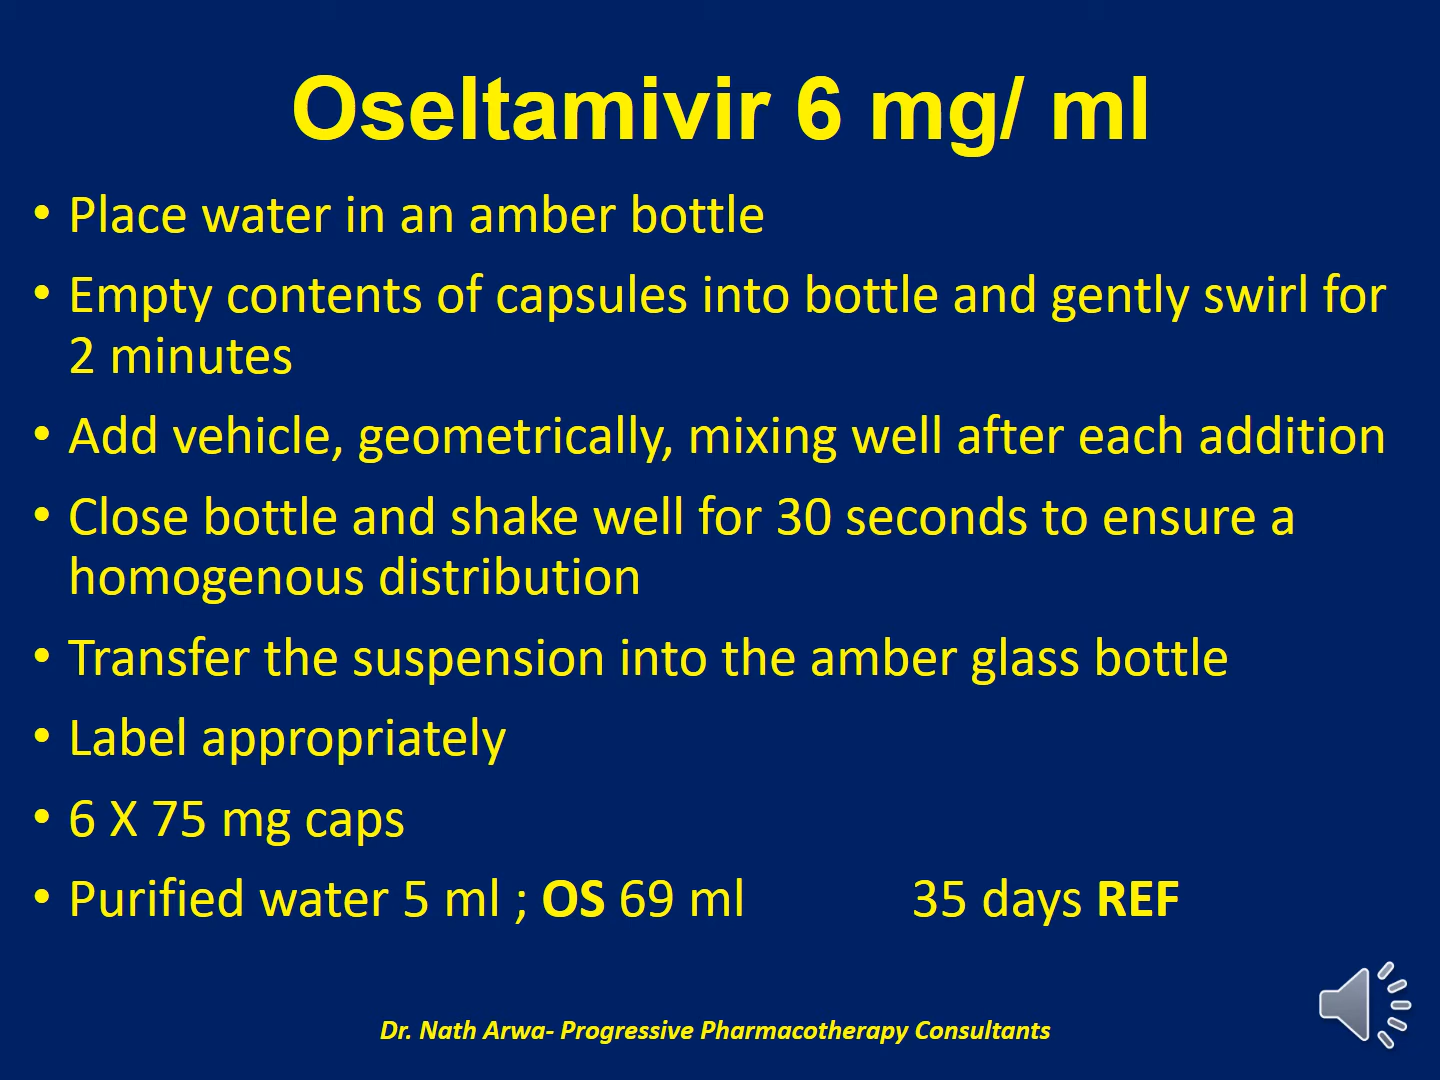 Oseltamivir 6 mg/ ml
• Place water in an amber bottle
• Empty contents of capsules into bottle and gently swirl for
2 minutes
• Add vehicle, geometrically, mixing well after each addition
• Close bottle and shake well for 30 seconds to ensure a
homogenous distribution
• Transfer the suspension into the amber glass bottle
• Label appropriately
• 6 X 75 mg caps
• Purified water 5 ml ; OS 69 ml 35 days REF
Dr. Nath Arwa- Progressive Pharmacotherapy Consultants